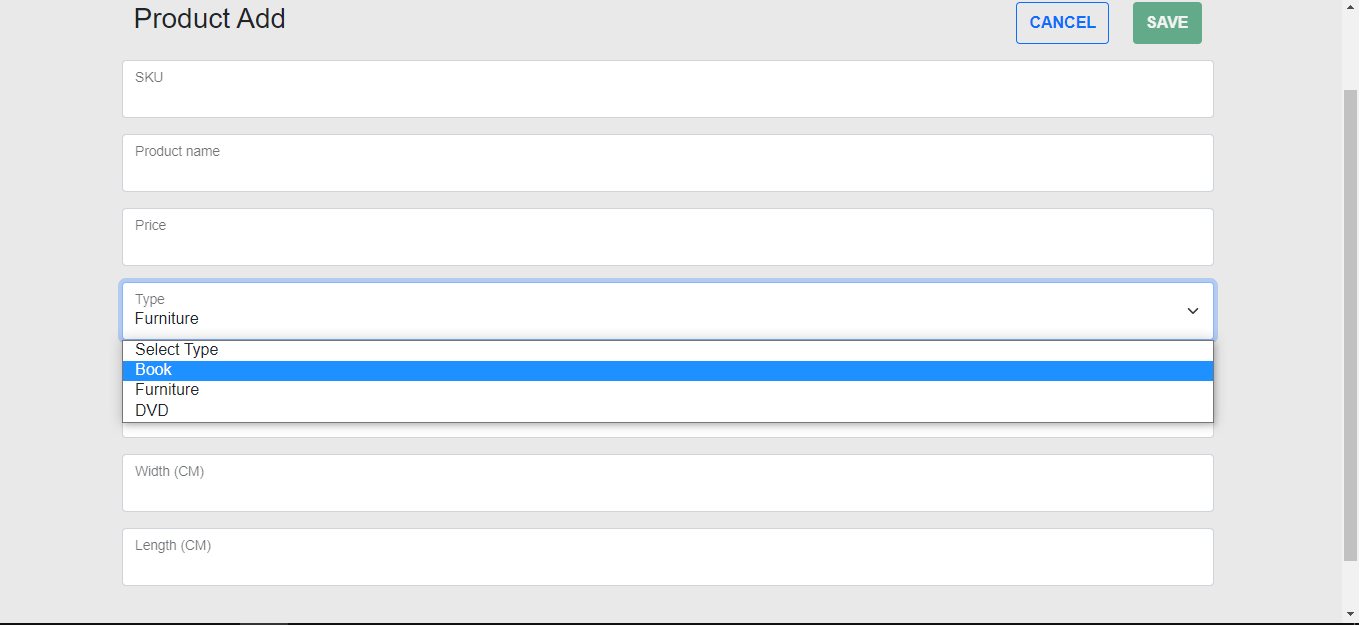 Product Add
CANCEL
SAVE
SKU
Product name
Price
Type
Furniture
Select Type
Book
Furniture
DVD
Width (CM)
Length (CM)